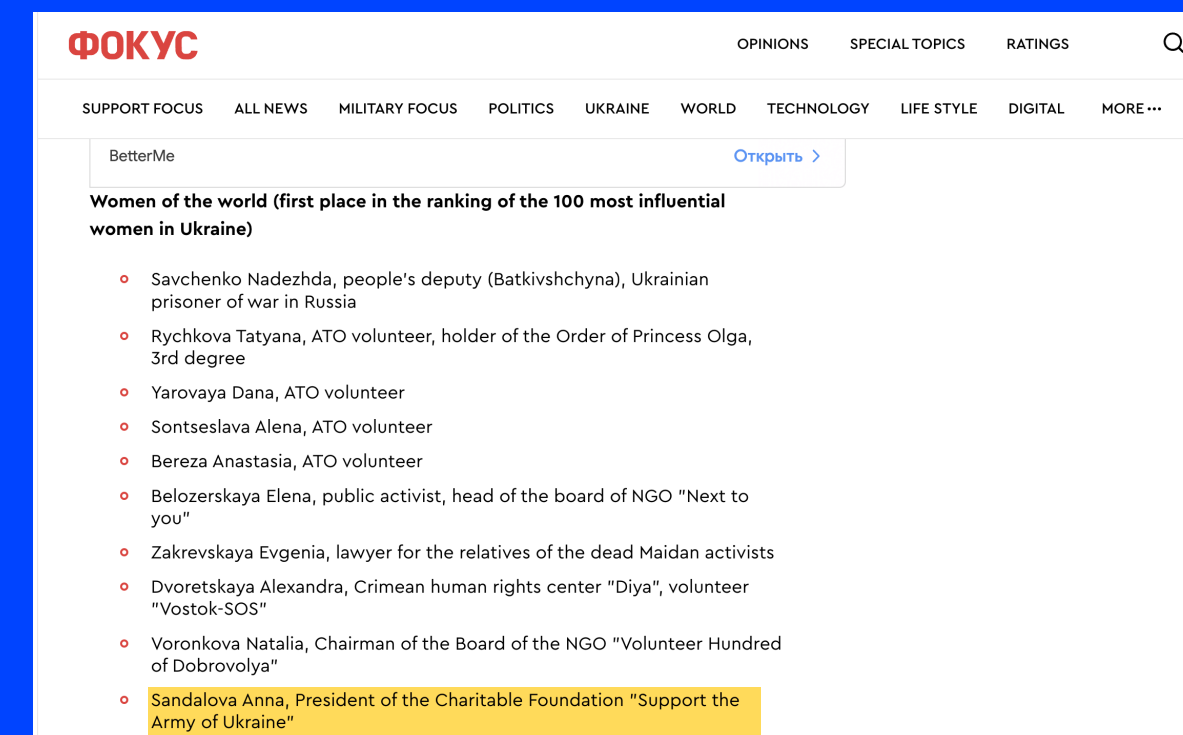 ФОКУС
OPINIONS SPECIAL TOPICS RATINGS
SUPPORT FOCUS ALL NEWS MILITARY FOCUS POLITICS UKRAINE WORLD TECHNOLOGY LIFE STYLE DIGITAL MORE •••
BetterMe Открыть >
Women of the world (first place in the ranking of the 100 most influential
women in Ukraine)
Savchenko Nadezhda, people's deputy (Batkivshchyna), Ukrainian
prisoner of war in Russia
Rychkova Tatyana, ATO volunteer, holder of the Order of Princess Olga,
3rd degree
Yarovaya Dana, ATO volunteer
Sontseslava Alena, ATO volunteer
Bereza Anastasia, ATO volunteer
Belozerskaya Elena, public activist, head of the board of NGO "Next to
you"
Zakrevskaya Evgenia, lawyer for the relatives of the dead Maidan activists
Dvoretskaya Alexandra, Crimean human rights center "Diya", volunteer
"Vostok-SOS"
Voronkova Natalia, Chairman of the Board of the NGO "Volunteer Hundred
of Dobrovolya"
Sandalova Anna, President of the Charitable Foundation "Support the
Army of Ukraine"